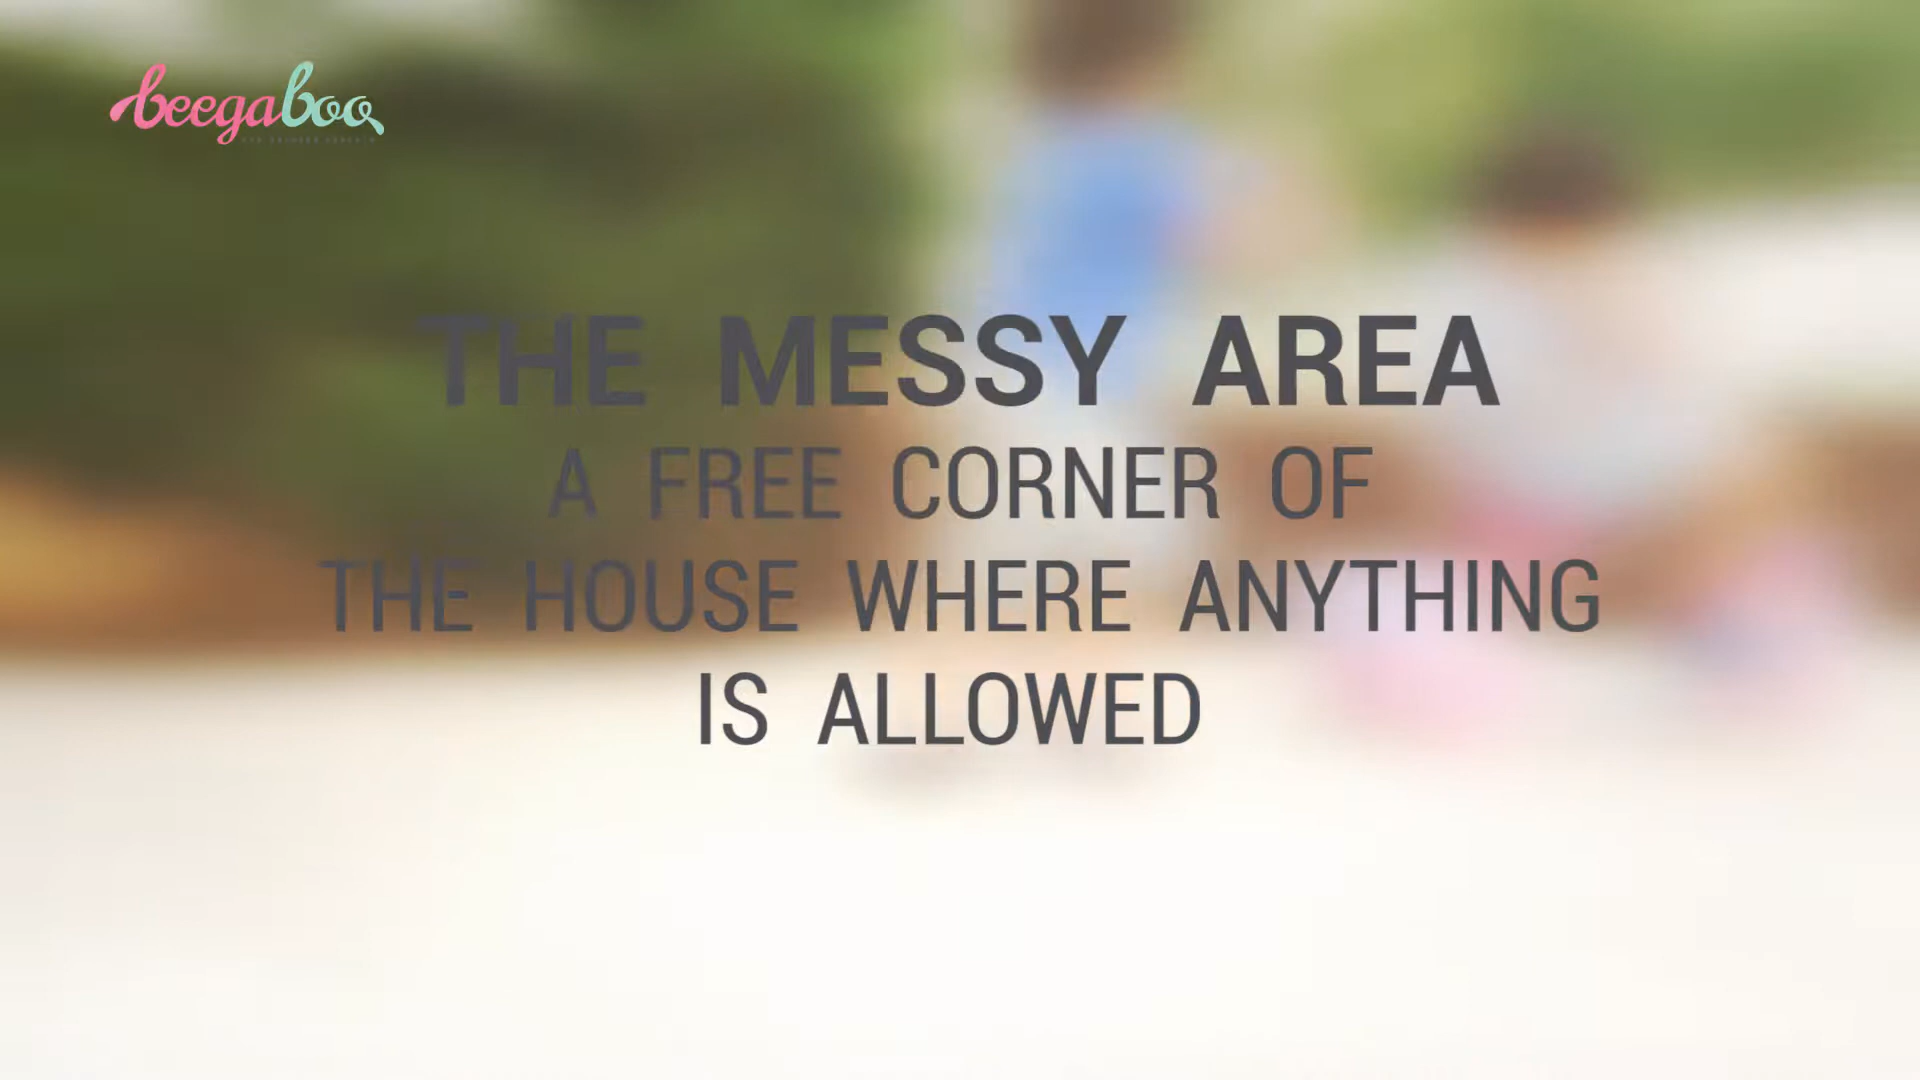 beegaboo
THE MESSY AREA
A FREE CORNER OF
THE HOUSE WHERE ANYTHING
IS ALLOWED